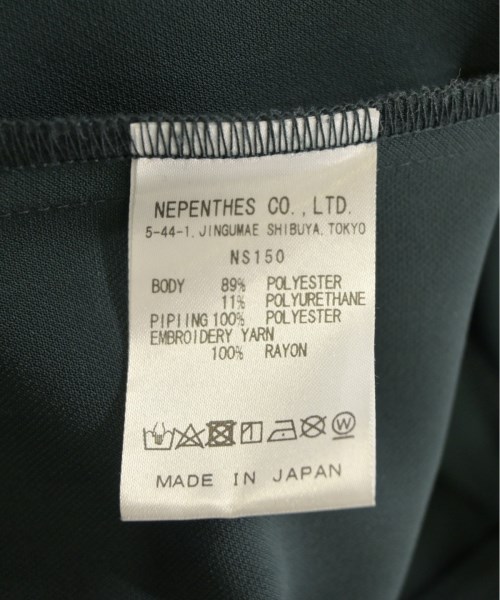 NEPENTHES CO.,LTD.
5-44-1, JINGUMAE SHIBUYA, TOKYO
NS150
BODY 89% POLYESTER
11% POLYURETHANE
PIPIING 100% POLYESTER
EMBROIDERY YARN
100% RAYON
W
MADE IN JAPAN